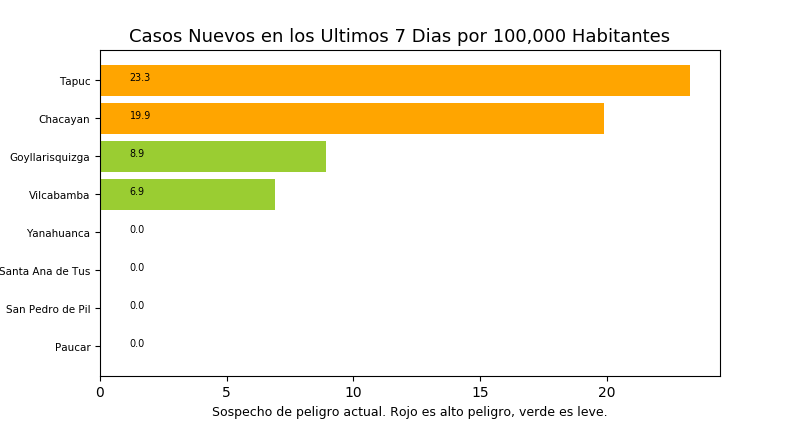 Casos Nuevos en los Ultimos 7 Dias por 100,000 Habitantes
Tapuc 23.3
Chacayan 19.9
Goyllarisquizga 8.9
Vilcabamba 6.9
Yanahuanca 0.0
Santa Ana de Tus 0.0
San Pedro de Pil 0.0
Paucar 0.0
0 5 10 15 20
Sospecho de peligro actual. Rojo es alto peligro, verde es leve.